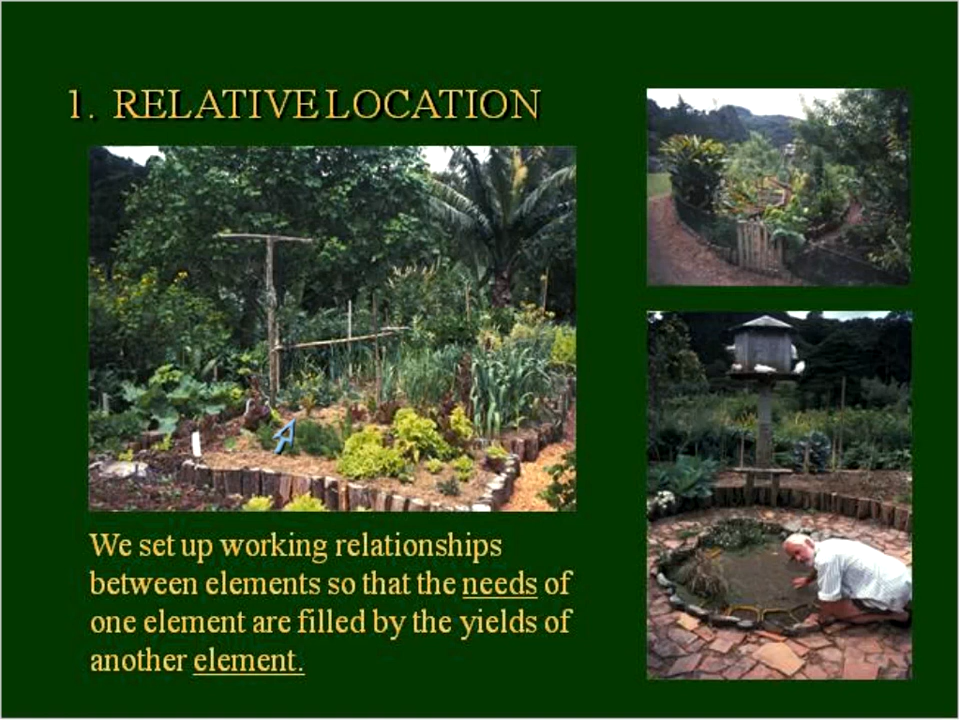 1. RELATIVE LOCATION
We set up working relationships
between elements so that the needs of
one element are filled by the yields of
another element.